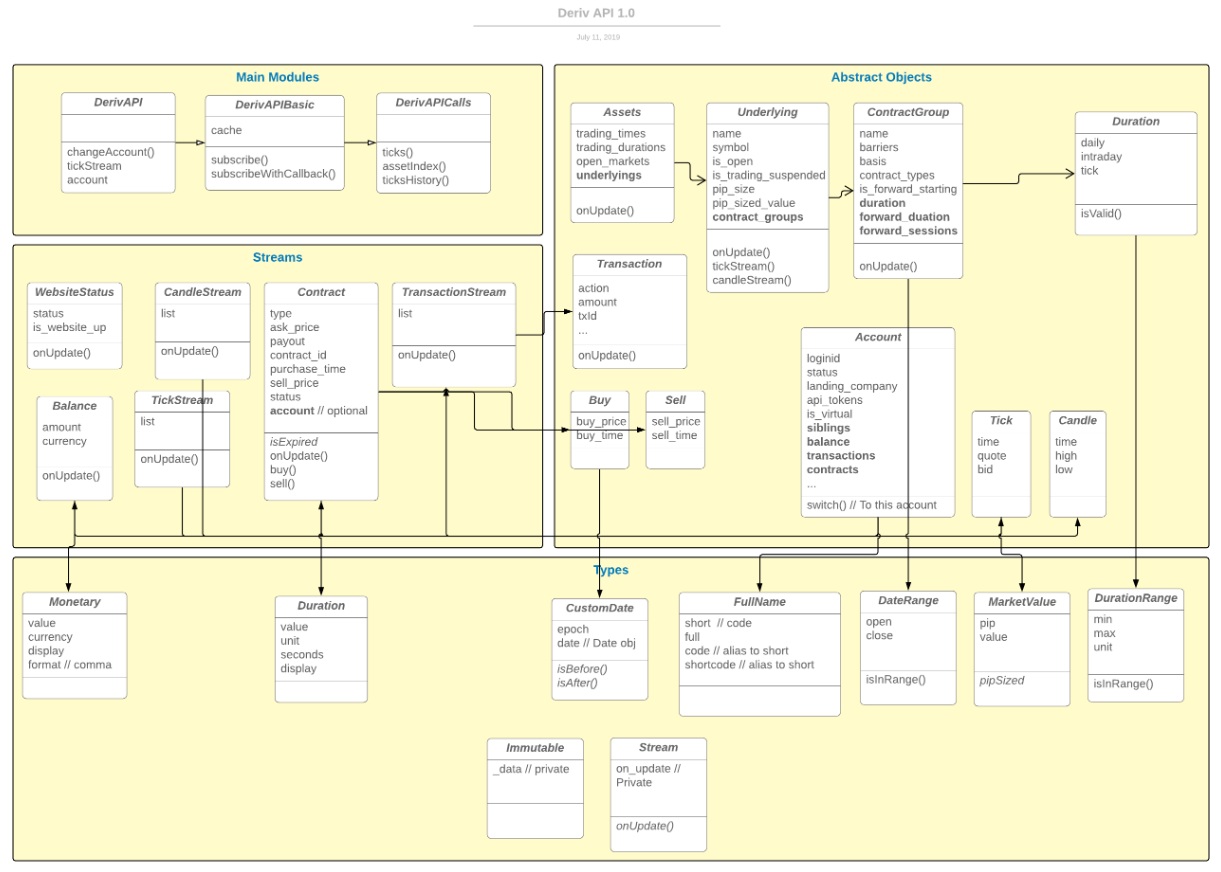 Deriv API 1.0
July 11, 2019
Main Modules
DerivAPI
changeAccount()
tickStream
account
DerivAPIBasic
cache
subscribe()
subscribeWithCallback()
DerivAPICalls
ticks()
assetIndex()
ticksHistory()
Abstract Objects
Assets
trading_times
trading_durations
open_markets
underlyings
onUpdate()
Underlying
name
symbol
is_open
is_trading_suspended
pip_size
pip_sized_value
contract_groups
onUpdate()
tickStream()
candleStream()
ContractGroup
name
barriers
basis
contract_types
is_forward_starting
duration
forward_duation
forward_sessions
onUpdate()
Duration
daily
intraday
tick
isValid()
Transaction
action
amount
txId
...
onUpdate()
Account
loginid
status
landing_company
api_tokens
is_virtual
siblings
balance
transactions
contracts
...
switch() // To this account
Buy
buy_price
buy_time
Sell
sell_price
sell_time
Tick
time
quote
bid
Candle
time
high
low
Streams
WebsiteStatus
status
is_website_up
onUpdate()
CandleStream
list
onUpdate()
Contract
type
ask_price
payout
contract_id
purchase_time
sell_price
status
account // optional
isExpired
onUpdate()
buy()
sell()
TransactionStream
list
onUpdate()
Balance
amount
currency
onUpdate()
TickStream
list
onUpdate()
Types
Monetary
value
currency
display
format // comma
Duration
value
unit
seconds
display
CustomDate
epoch
date // Date obj
isBefore()
isAfter()
FullName
short  // code
full
code // alias to short
shortcode // alias to short
DateRange
open
close
isInRange()
MarketValue
pip
value
pipSized
DurationRange
min
max
unit
isInRange()
Immutable
_data // private
Stream
on_update //
Private
onUpdate()